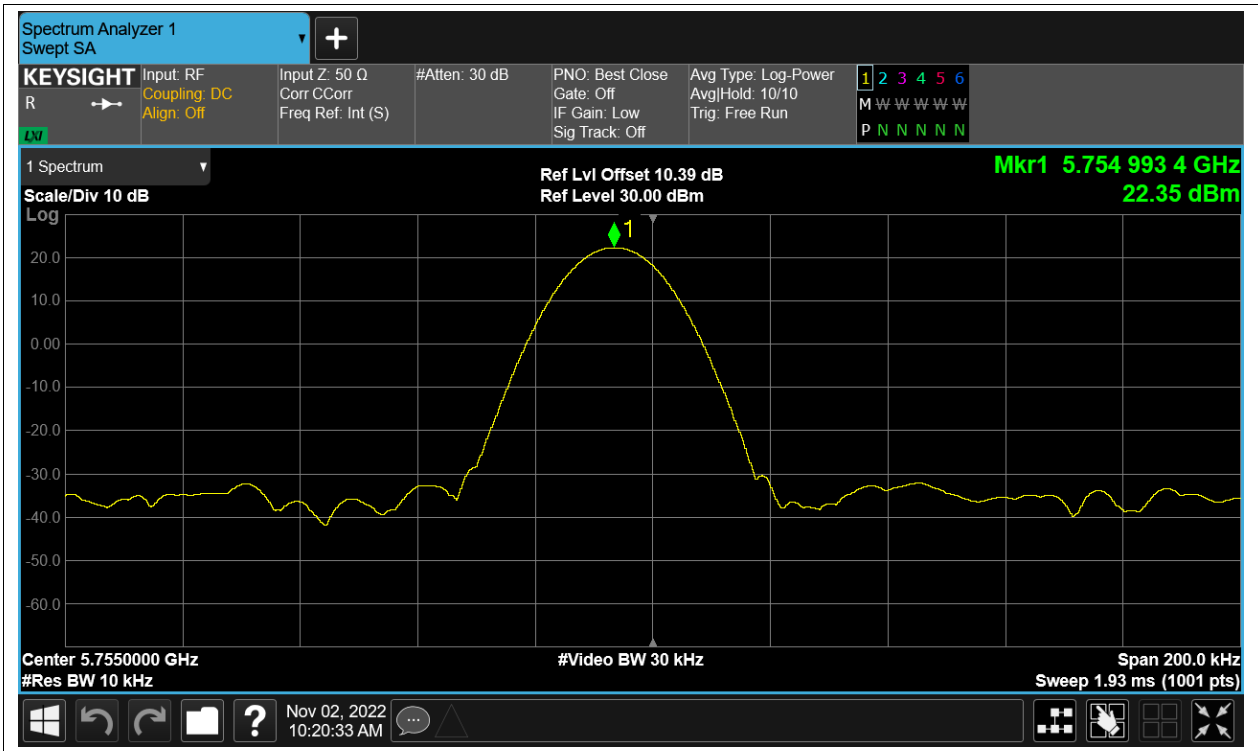 Spectrum Analyzer 1
Swept SA
KEYSIGHT
R
LXI
Input: RF
Coupling: DC
Align: Off
Input Z: 50 Ω
Corr CCorr
Freq Ref: Int (S)
#Atten: 30 dB
PNO: Best Close
Gate: Off
IF Gain: Low
Sig Track: Off
Avg Type: Log-Power
Avg|Hold: 10/10
Trig: Free Run
1 2 3 4 5 6
M W W W W W
P N N N N N
1 Spectrum
Scale/Div 10 dB
Log
Ref Lvl Offset 10.39 dB
Ref Level 30.00 dBm
Mkr1 5.754 993 4 GHz
22.35 dBm
1
20.0
10.0
0.00
-10.0
-20.0
-30.0
-40.0
-50.0
-60.0
Center 5.7550000 GHz
#Res BW 10 kHz
#Video BW 30 kHz
Span 200.0 kHz
Sweep 1.93 ms (1001 pts)
?
Nov 02, 2022
10:20:33 AM